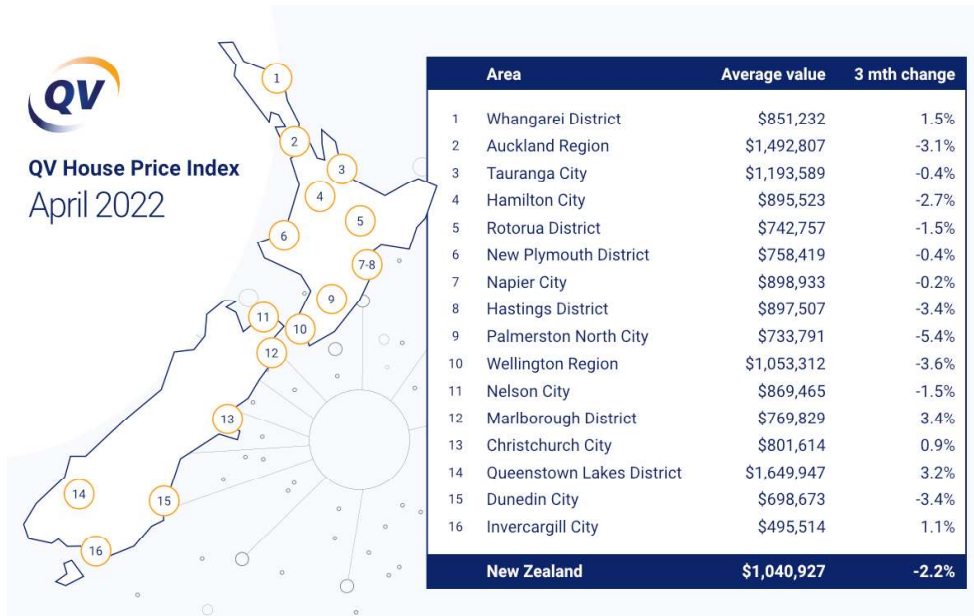 QV
QV House Price Index
April 2022
1
2
3
4
5
6
7-8
9
10
11
12
13
14
15
16
Area Average value 3 mth change
1 Whangarei District $851,232 1.5%
2 Auckland Region $1,492,807 -3.1%
3 Tauranga City $1,193,589 -0.4%
4 Hamilton City $895,523 -2.7%
5 Rotorua District $742,757 -1.5%
6 New Plymouth District $758,419 -0.4%
7 Napier City $898,933 -0.2%
8 Hastings District $897,507 -3.4%
9 Palmerston North City $733,791 -5.4%
10 Wellington Region $1,053,312 -3.6%
11 Nelson City $869,465 -1.5%
12 Marlborough District $769,829 3.4%
13 Christchurch City $801,614 0.9%
14 Queenstown Lakes District $1,649,947 3.2%
15 Dunedin City $698,673 -3.4%
16 Invercargill City $495,514 1.1%
New Zealand $1,040,927 -2.2%